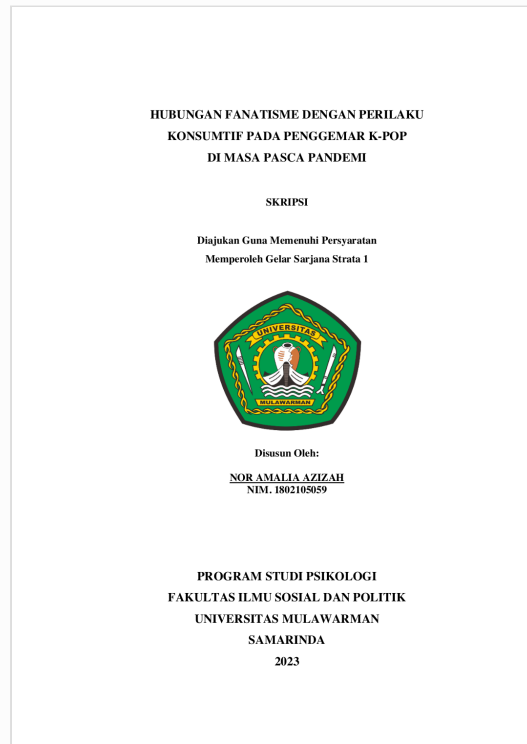 HUBUNGAN FANATISME DENGAN PERILAKU
KONSUMTIF PADA PENGGEMAR K-POP
DI MASA PASCA PANDEMI
SKRIPSI
Diajukan Guna Memenuhi Persyaratan
Memperoleh Gelar Sarjana Strata 1
UNIVERSITAS
MULAWARMAN
Disusun Oleh:
NOR AMALIA AZIZAH
NIM. 1802105059
PROGRAM STUDI PSIKOLOGI
FAKULTAS ILMU SOSIAL DAN POLITIK
UNIVERSITAS MULAWARMAN
SAMARINDA
2023